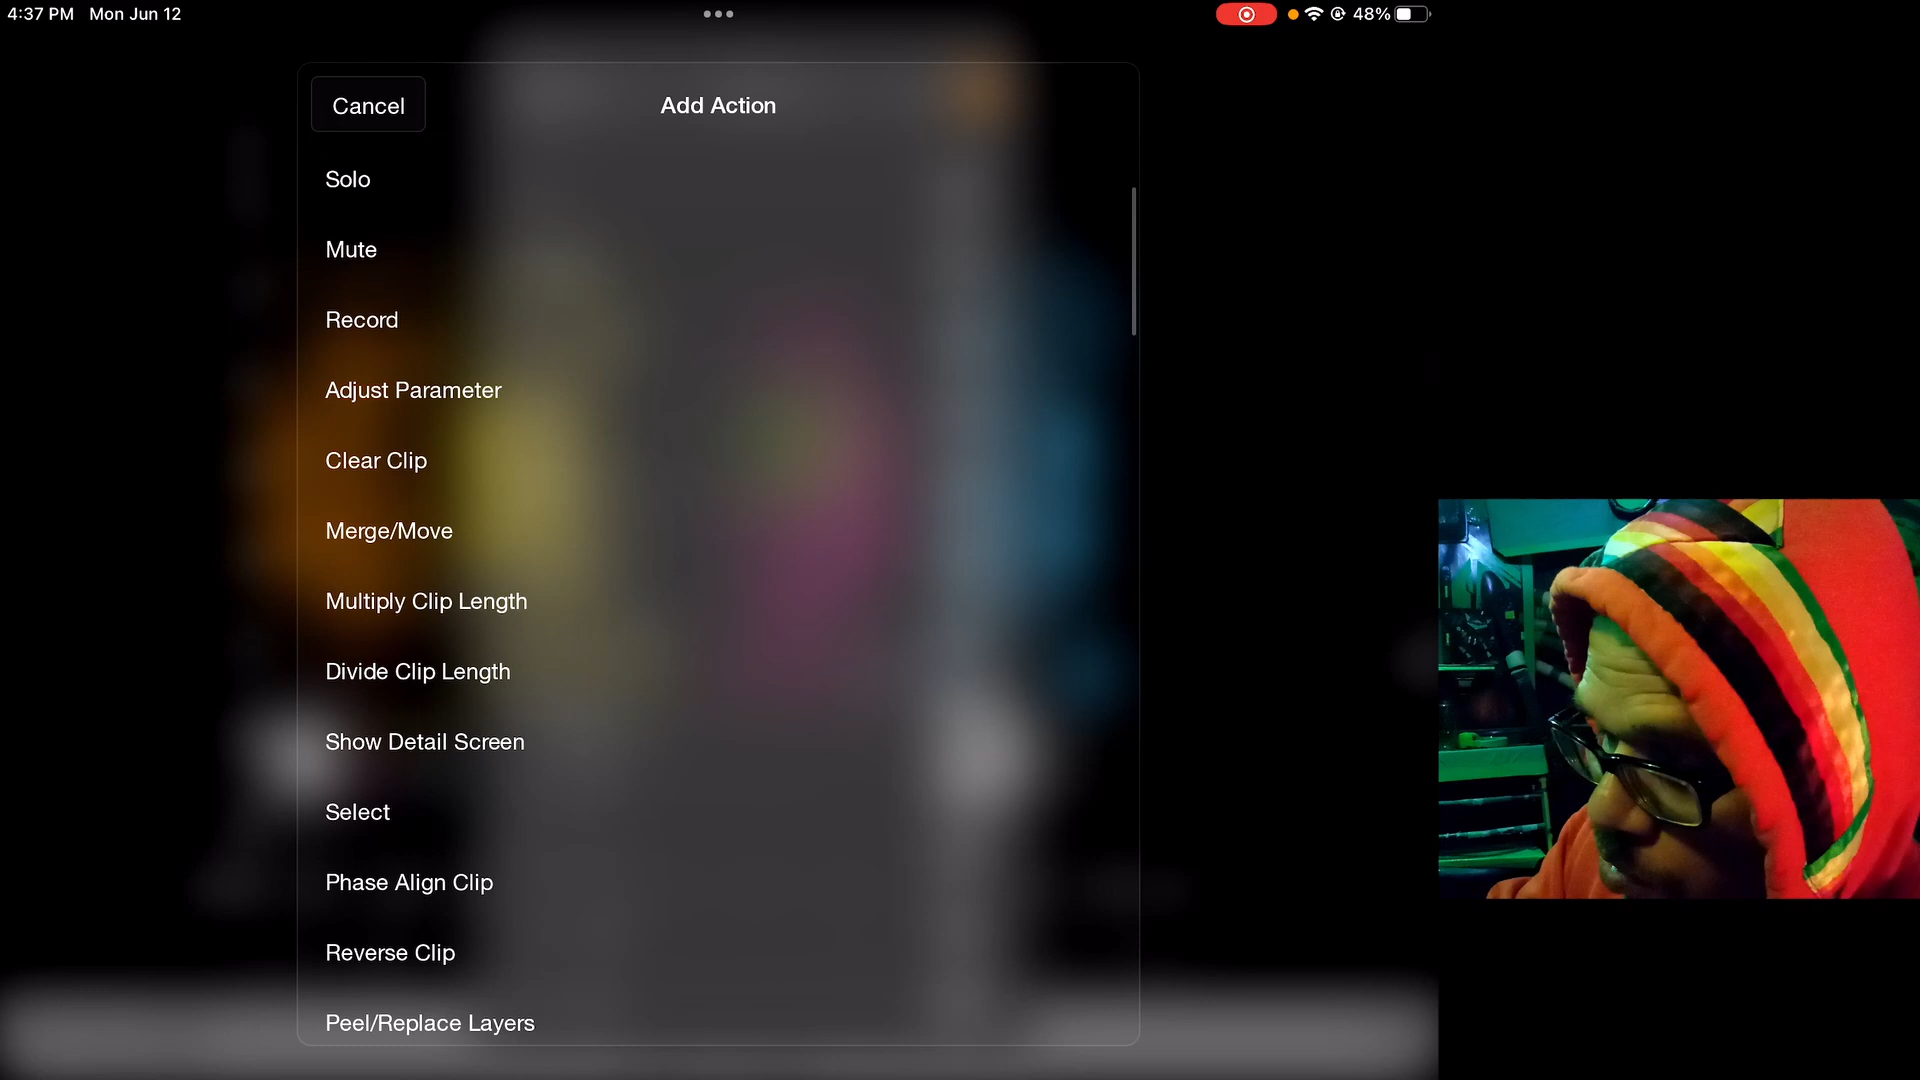 4:37 PM Mon Jun 12
48%
Cancel
Add Action
Solo
Mute
Record
Adjust Parameter
Clear Clip
Merge/Move
Multiply Clip Length
Divide Clip Length
Show Detail Screen
Select
Phase Align Clip
Reverse Clip
Peel/Replace Layers